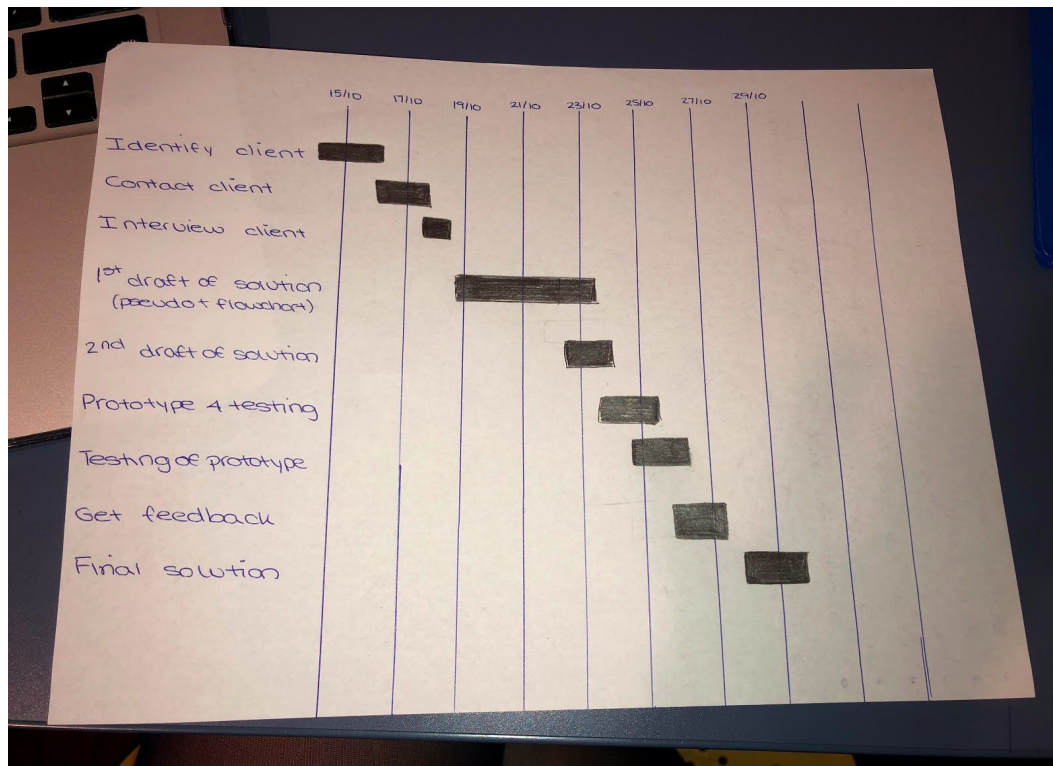 15/10 17/10 19/10 21/10 23/10 25/10 27/10 29/10
Identify client
Contact client
Interview client
1st draft of solution
(pseudo + flowchart)
2nd draft of solution
Prototype 4 testing
Testing of prototype
Get feedback
Final solution